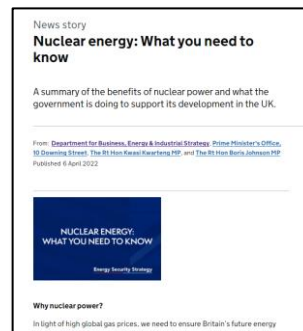 News story
Nuclear energy: What you need to
know
A summary of the benefits of nuclear power and what the
government is doing to support its development in the UK.
From: Department for Business, Energy & Industrial Strategy, Prime Minister's Office,
10 Downing Street, The Rt Hon Kwasi Kwarteng MP, and The Rt Hon Boris Johnson MP
Published 6 April 2022
NUCLEAR ENERGY:
WHAT YOU NEED TO KNOW
Energy Security Strategy
Why nuclear power?
In light of high global gas prices, we need to ensure Britain's future energy